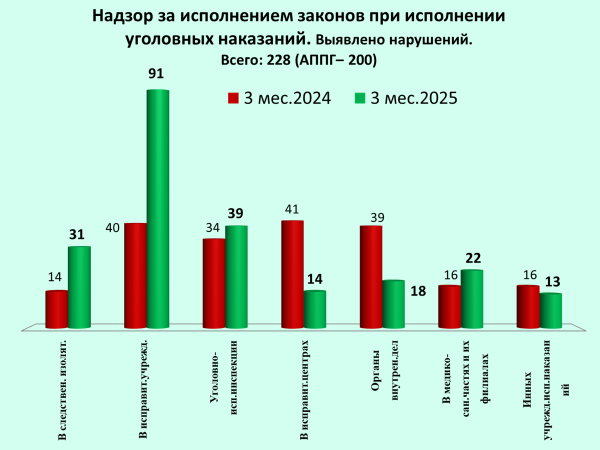 Надзор за исполнением законов при исполнении
уголовных наказаний. Выявлено нарушений.
Всего: 228 (АППГ– 200)
3 мес.2024
3 мес.2025
14
31
40
91
34
39
41
14
39
18
16
22
16
13
В следствен. изолят.
В исправит.учрежд.
Уголовно-
исп.инспекции
В исправит.центрах
Органы
внутрен.дел
В медико-
сан.частях и их
филиалах
Инных
учрежд.исп.наказан
ий